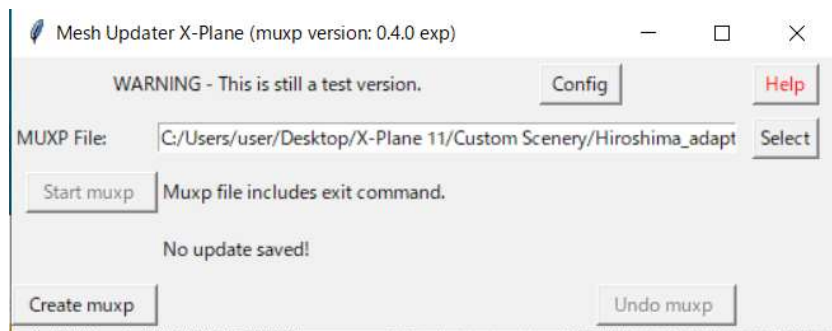 Mesh Updater X-Plane (muxp version: 0.4.0 exp)
WARNING - This is still a test version. Config Help
MUXP File: C:/Users/user/Desktop/X-Plane 11/Custom Scenery/Hiroshima_adapt Select
Start muxp Muxp file includes exit command.
No update saved!
Create muxp Undo muxp